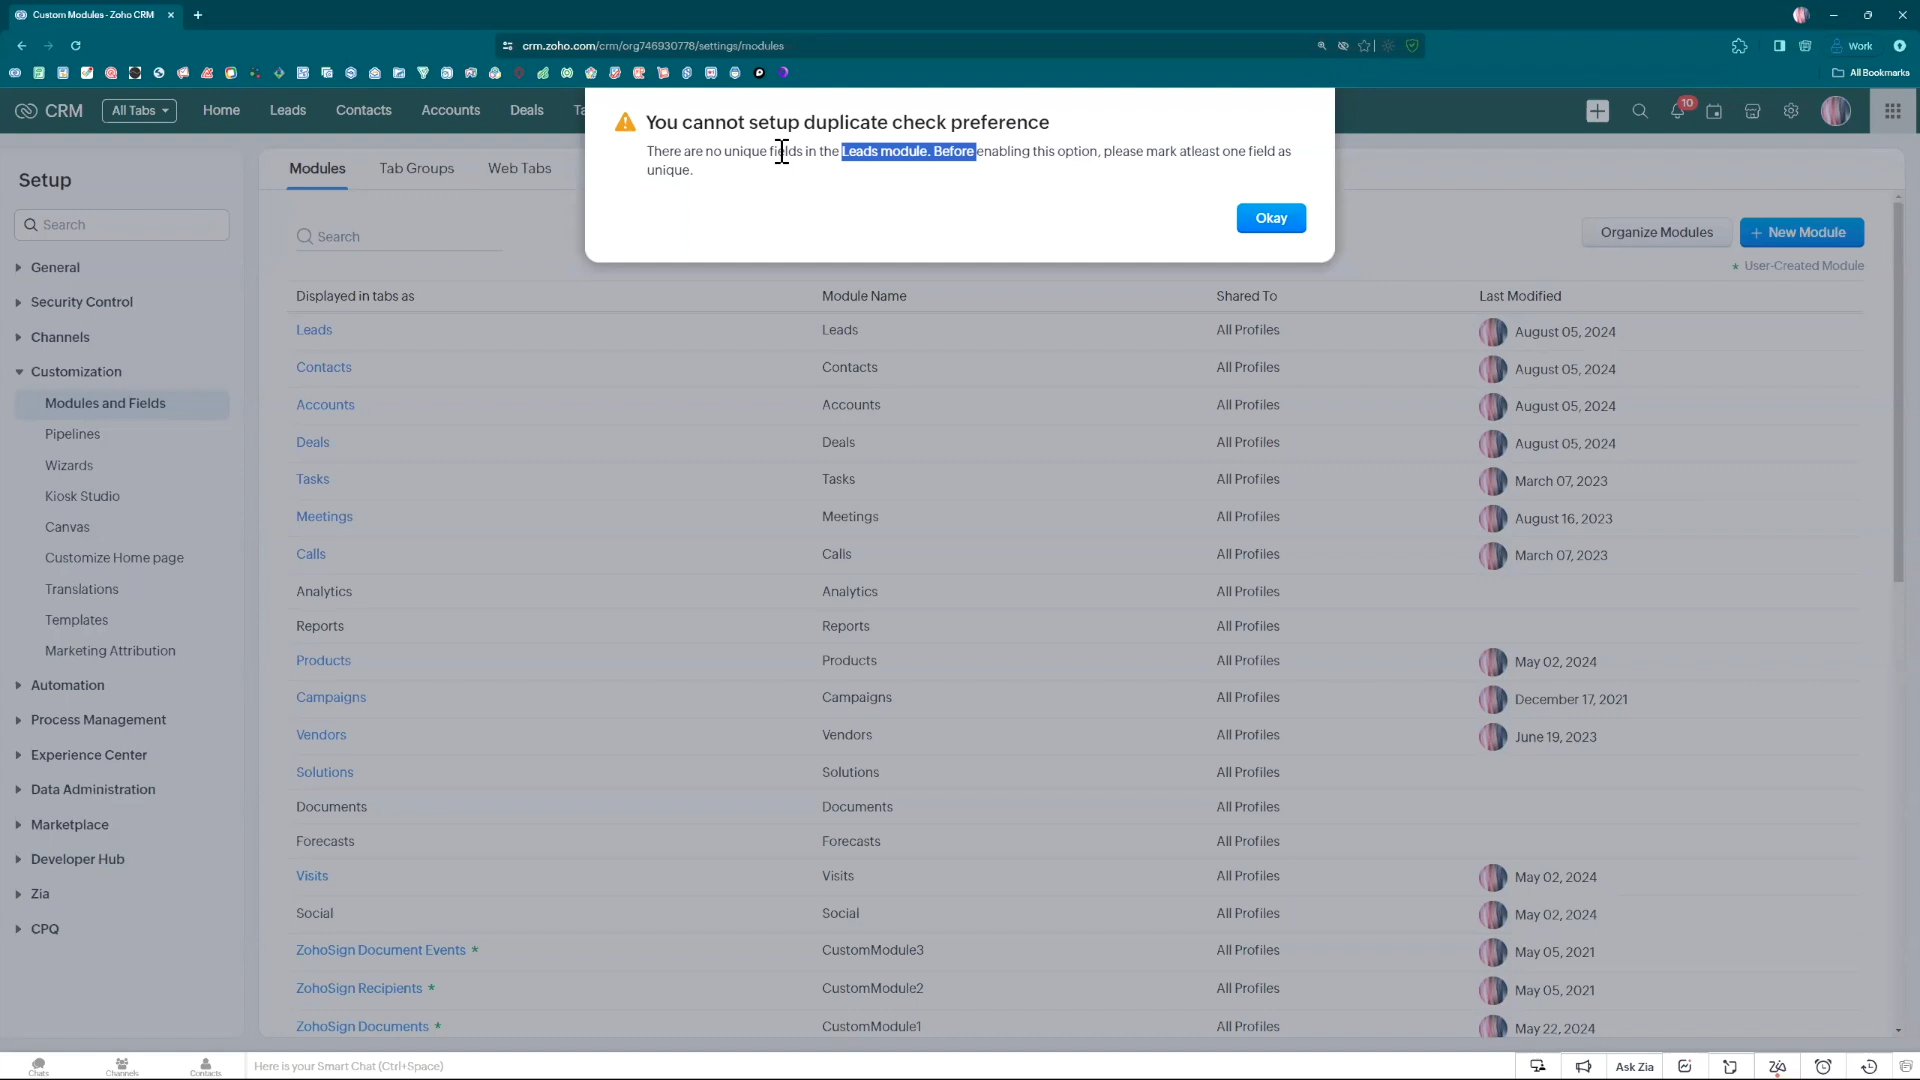 Custom Modules - Zoho CRM
crm.zoho.com/crm/org746930778/settings/modules
Work
All Bookmarks
CRM
All Tabs
Home
Leads
Contacts
Accounts
Deals
Ta
10
You cannot setup duplicate check preference
There are no unique fields in the Leads module. Before enabling this option, please mark atleast one field as
unique.
Okay
Setup
Search
General
Security Control
Channels
Customization
Modules and Fields
Pipelines
Wizards
Kiosk Studio
Canvas
Customize Home page
Translations
Templates
Marketing Attribution
Automation
Process Management
Experience Center
Data Administration
Marketplace
Developer Hub
Zia
CPQ
Modules
Tab Groups
Web Tabs
Search
Organize Modules
+ New Module
* User-Created Module
Displayed in tabs as Module Name Shared To Last Modified
Leads Leads All Profiles August 05, 2024
Contacts Contacts All Profiles August 05, 2024
Accounts Accounts All Profiles August 05, 2024
Deals Deals All Profiles August 05, 2024
Tasks Tasks All Profiles March 07, 2023
Meetings Meetings All Profiles August 16, 2023
Calls Calls All Profiles March 07, 2023
Analytics Analytics All Profiles
Reports Reports All Profiles
Products Products All Profiles May 02, 2024
Campaigns Campaigns All Profiles December 17, 2021
Vendors Vendors All Profiles June 19, 2023
Solutions Solutions All Profiles
Documents Documents All Profiles
Forecasts Forecasts All Profiles
Visits Visits All Profiles May 02, 2024
Social Social All Profiles May 02, 2024
ZohoSign Document Events * CustomModule3 All Profiles May 05, 2021
ZohoSign Recipients * CustomModule2 All Profiles May 05, 2021
ZohoSign Documents * CustomModule1 All Profiles May 22, 2024
Chats
Channels
Contacts
Here is your Smart Chat (Ctrl+Space)
Ask Zia